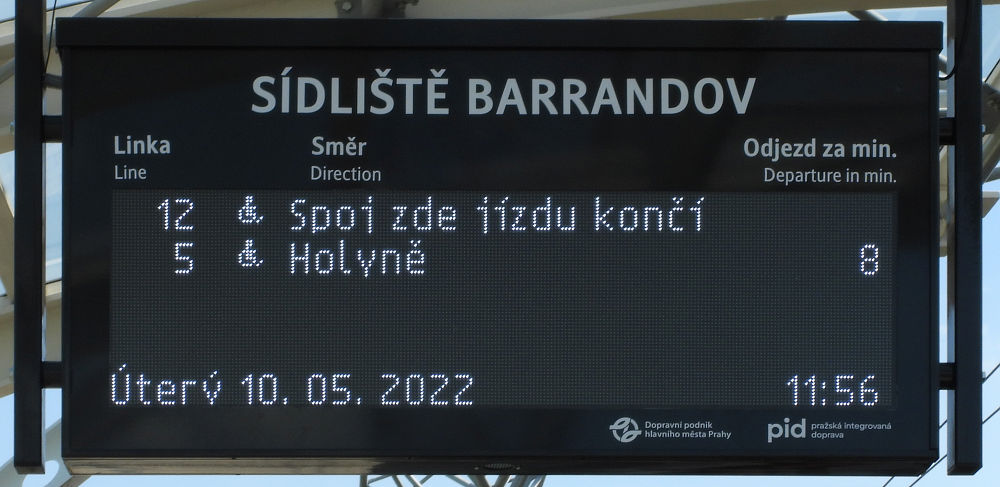 SÍDLIŠTĚ BARRANDOV
Linka Směr Odjezd za min.
Line Direction Departure in min.
12 Spoj zde jízdu končí
5 Holyně 8
Úterý 10. 05. 2022 11:56
Dopravní podnik
hlavního města Prahy
pid pražská integrovaná
doprava